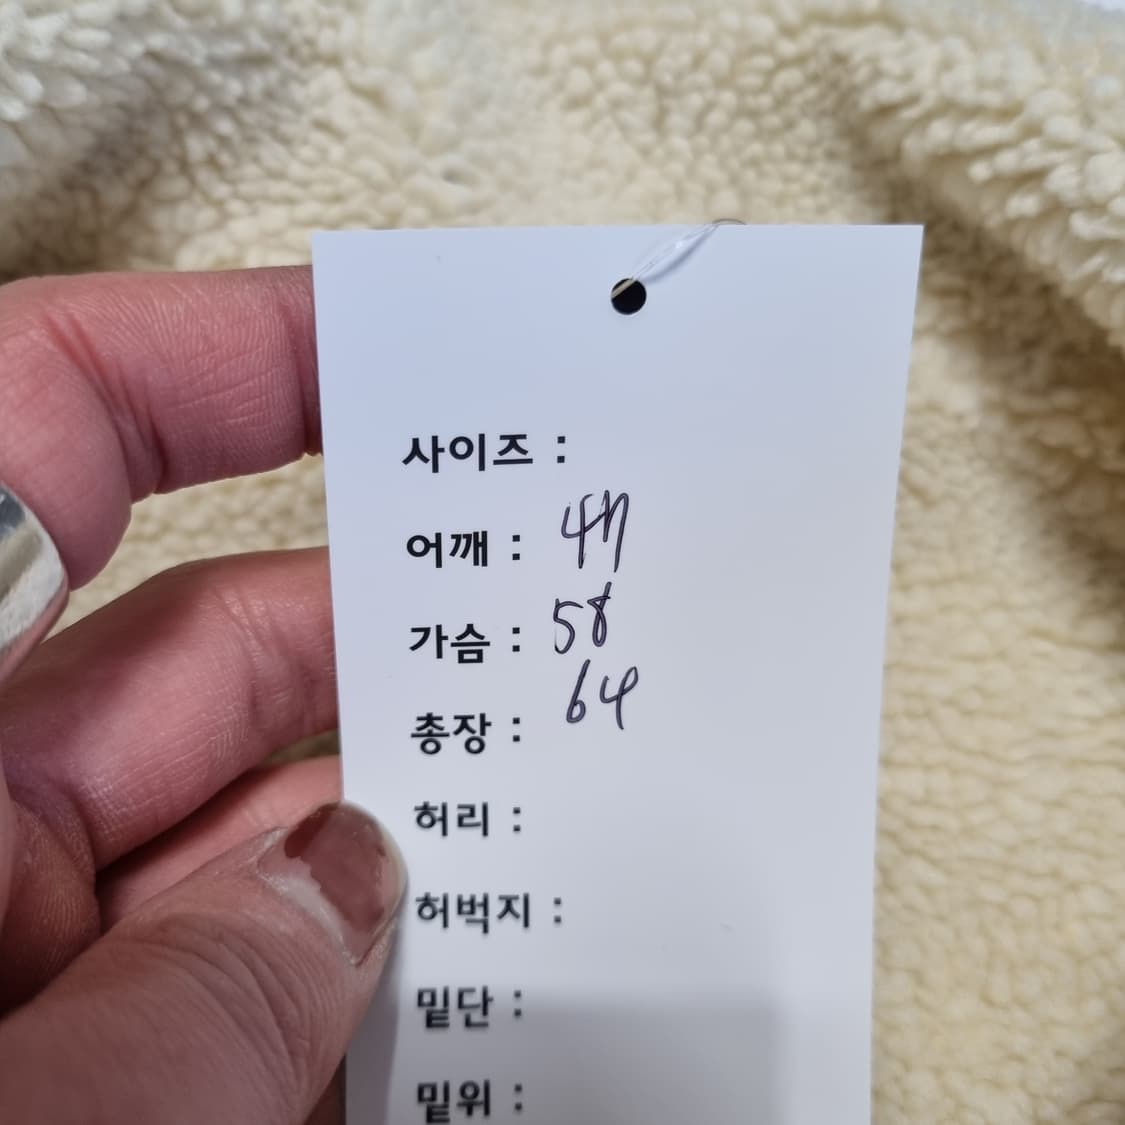 사이즈 :
어깨 : 47
가슴 : 58
총장 : 64
허리 :
허벅지 :
밑단 :
밑위 :